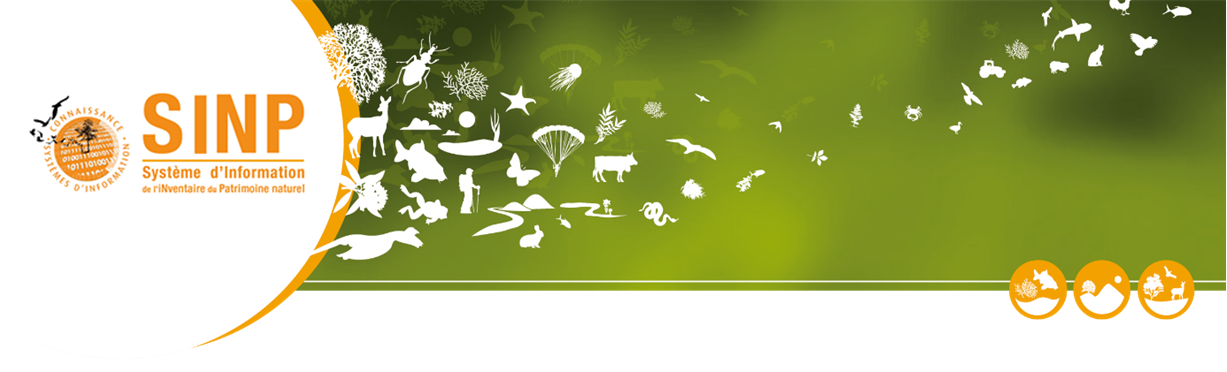 CONNAISSANCE
SYSTÈMES D'INFORMATION
SINP
Système d'Information
de l'iNventaire du Patrimoine naturel